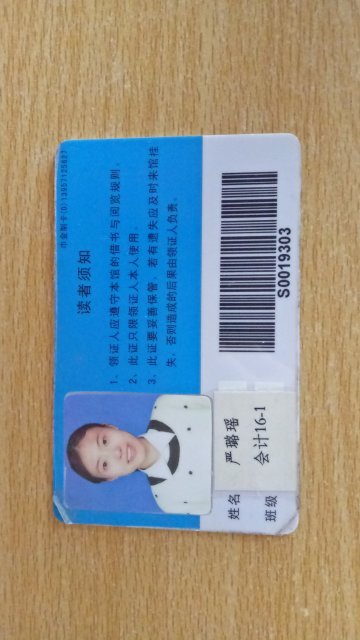 巾金制卡(0)13957125627
读者须知
1、领证人应遵守本馆的借书与阅览规则。
2、此证只限领证人本人使用。
3、此证要妥善保管。若有遗失应及时来馆挂
失，否则造成的后果由领证人负责。
S0019303
姓名 严璐瑶
班级 会计16-1